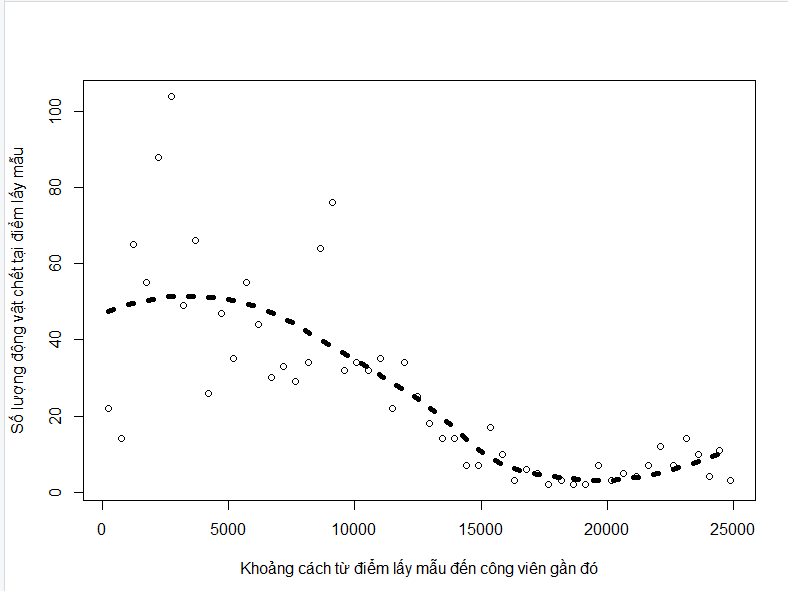 Số lượng động vật chết tại điểm lấy mẫu
100
80
60
40
20
0
0 5000 10000 15000 20000 25000
Khoảng cách từ điểm lấy mẫu đến công viên gần đó